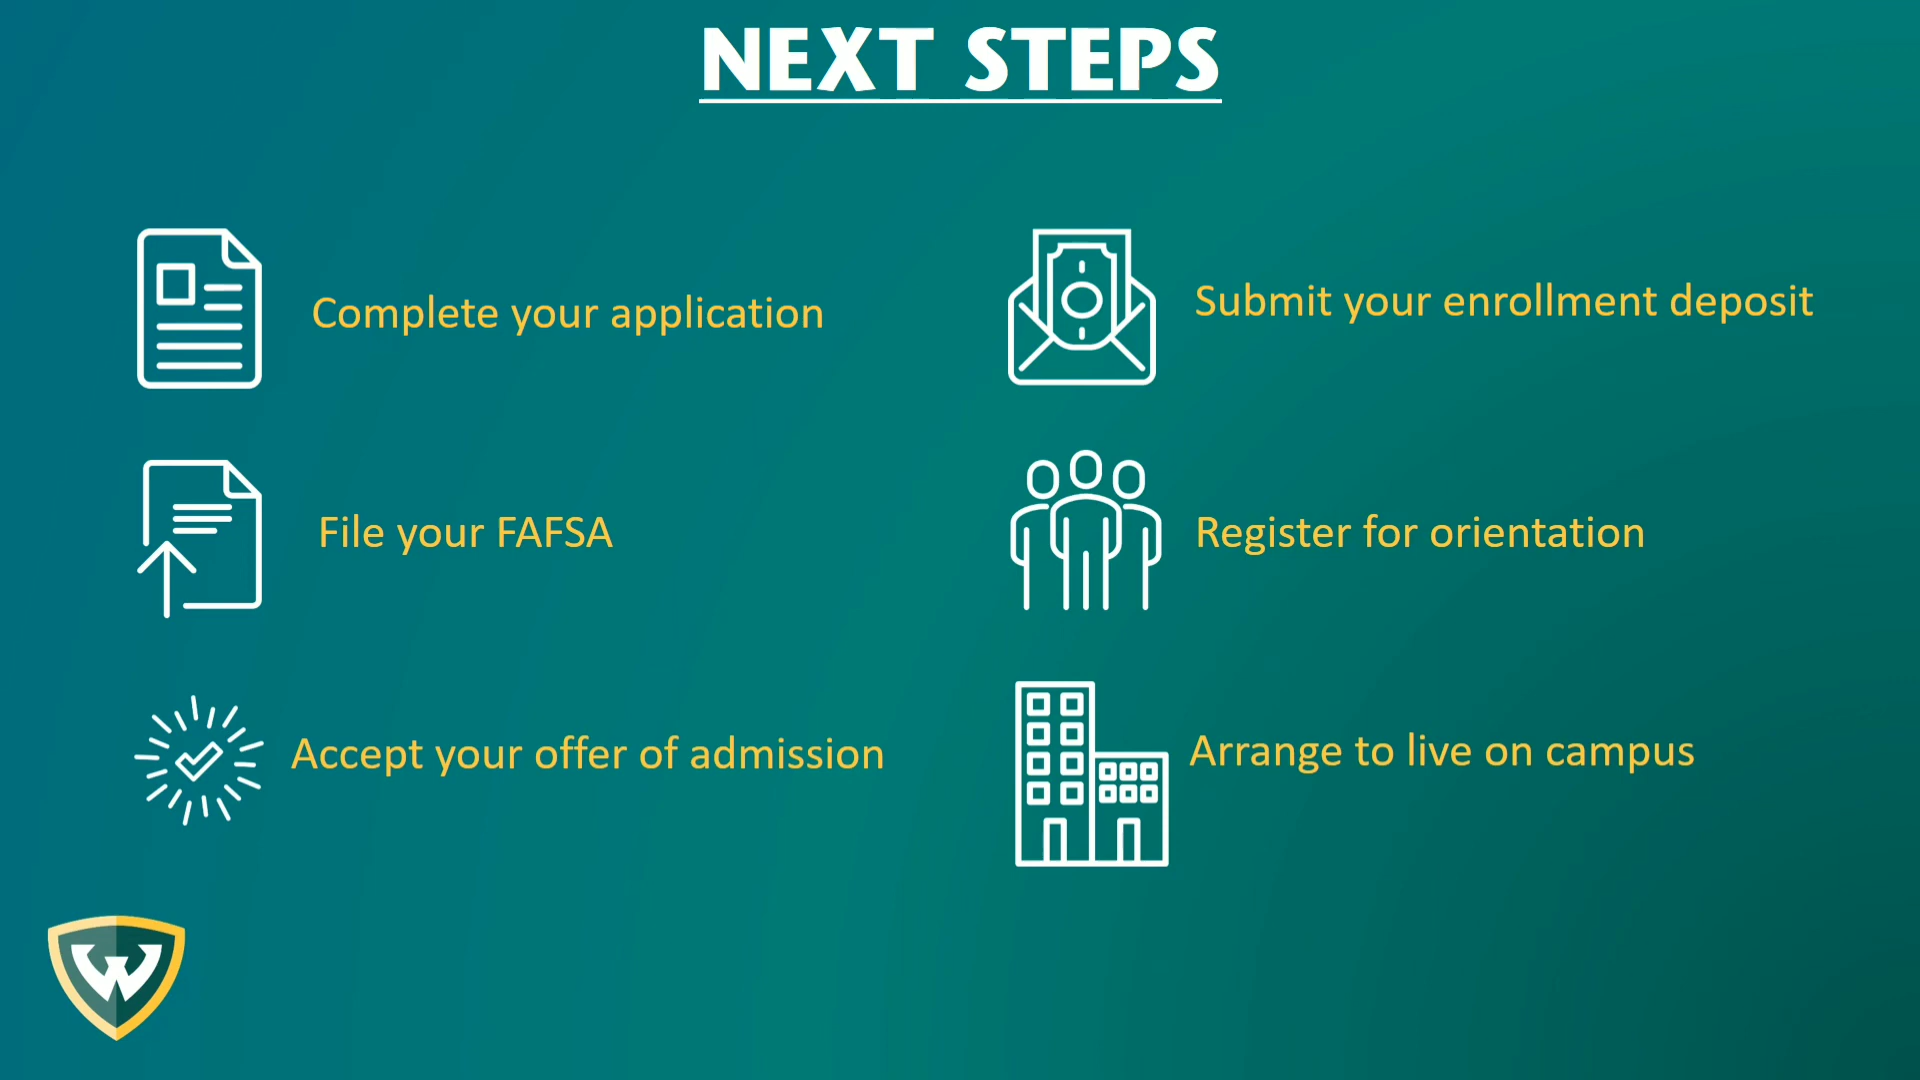 NEXT STEPS
Complete your application
File your FAFSA
Accept your offer of admission
Submit your enrollment deposit
Register for orientation
Arrange to live on campus
W